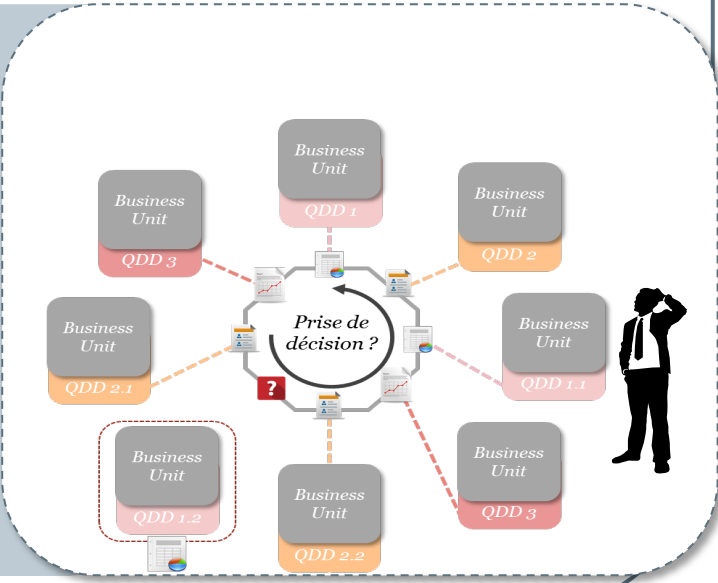 Business
Unit
QDD 1
Business
Unit
QDD 2
Business
Unit
QDD 3
Business
Unit
QDD 2.1
Prise de
décision ?
Business
Unit
QDD 1.1
?
Business
Unit
QDD 1.2
Business
Unit
QDD 2.2
Business
Unit
QDD 3